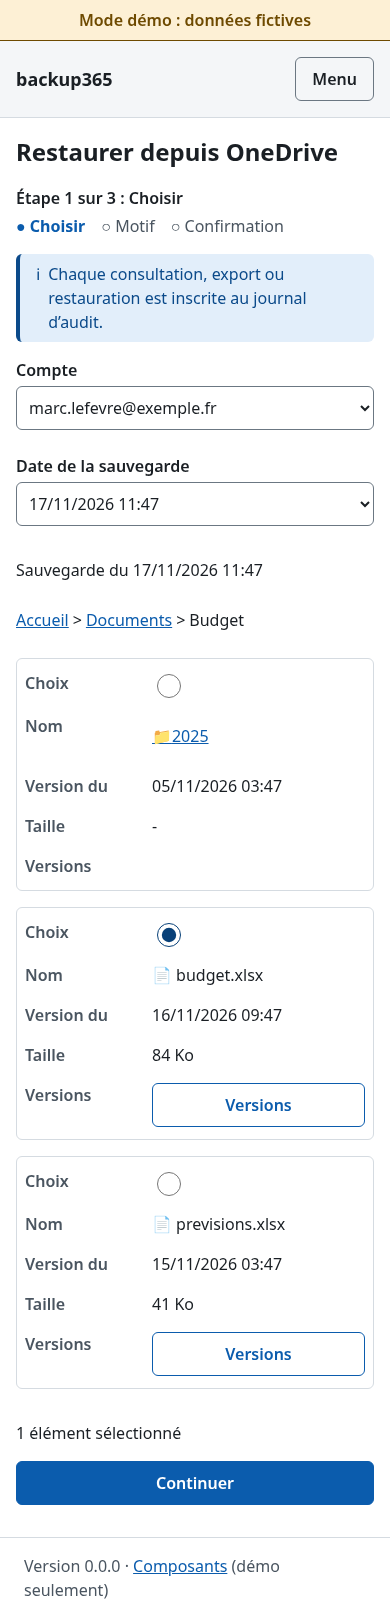 Mode démo : données fictives
backup365
Menu
Restaurer depuis OneDrive
Étape 1 sur 3 : Choisir
● Choisir ○ Motif ○ Confirmation
i Chaque consultation, export ou
restauration est inscrite au journal
d’audit.
Compte
marc.lefevre@exemple.fr
Date de la sauvegarde
17/11/2026 11:47
Sauvegarde du 17/11/2026 11:47
Accueil > Documents > Budget
Choix
Nom 📁2025
Version du 05/11/2026 03:47
Taille -
Versions
Choix
Nom 📄 budget.xlsx
Version du 16/11/2026 09:47
Taille 84 Ko
Versions Versions
Choix
Nom 📄 previsions.xlsx
Version du 15/11/2026 03:47
Taille 41 Ko
Versions Versions
1 élément sélectionné
Continuer
Version 0.0.0 · Composants (démo
seulement)